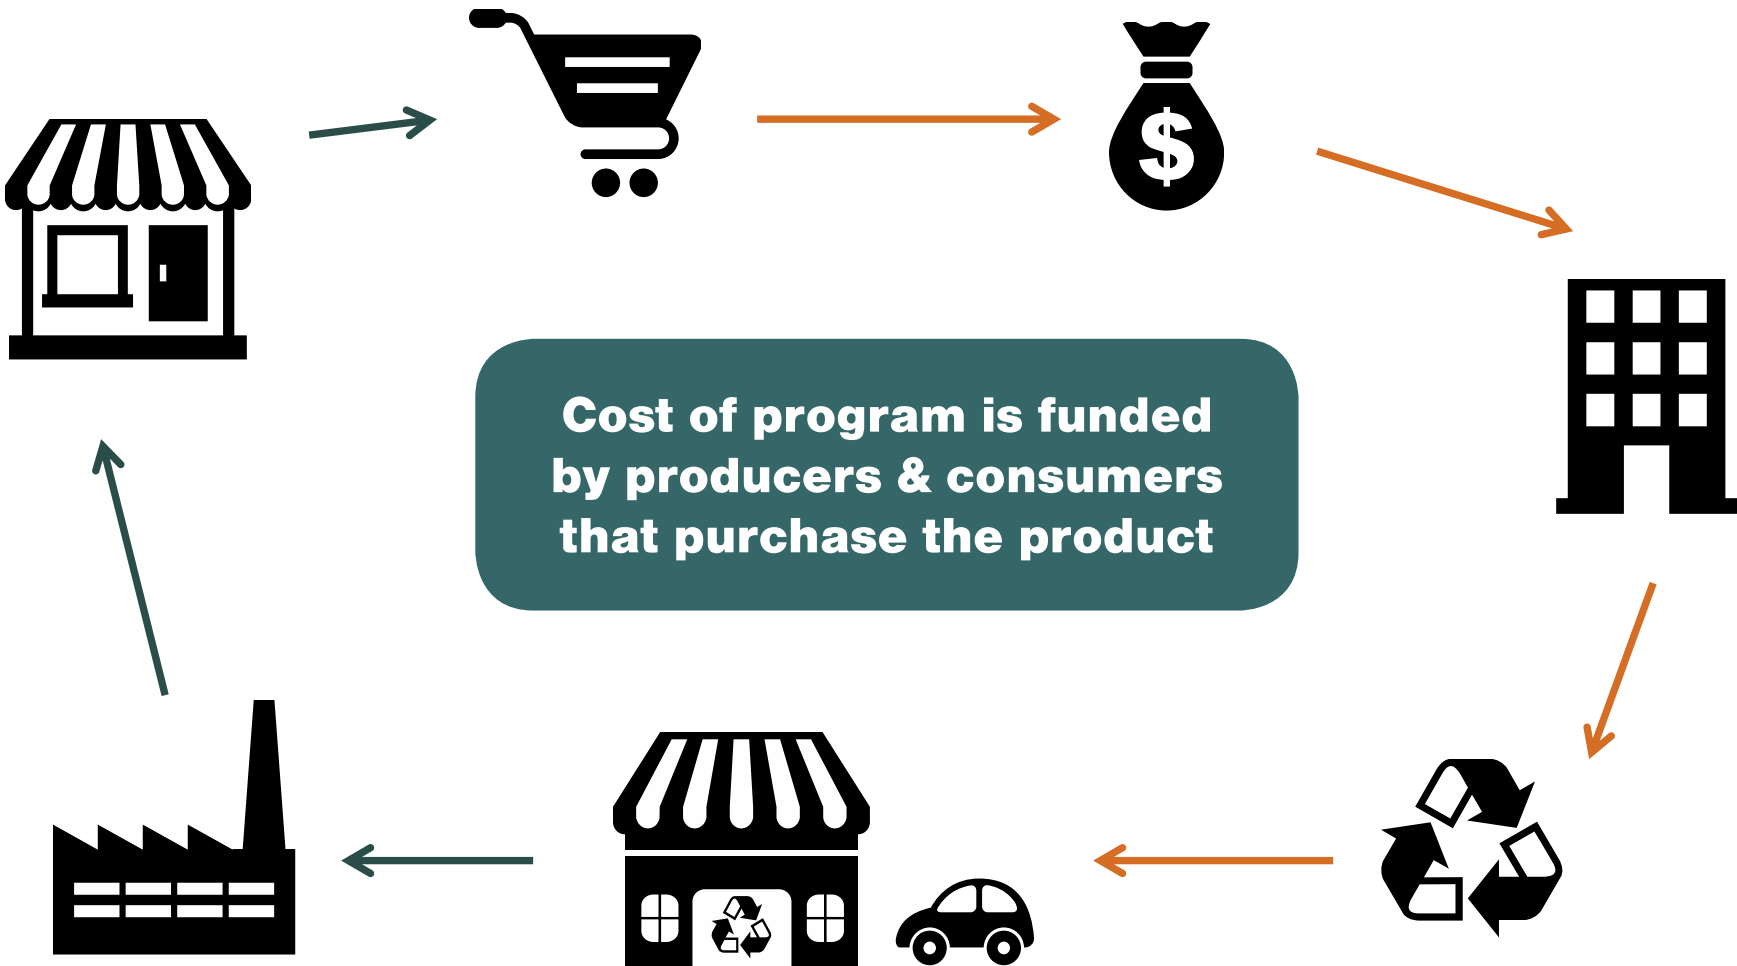 $
Cost of program is funded
by producers & consumers
that purchase the product